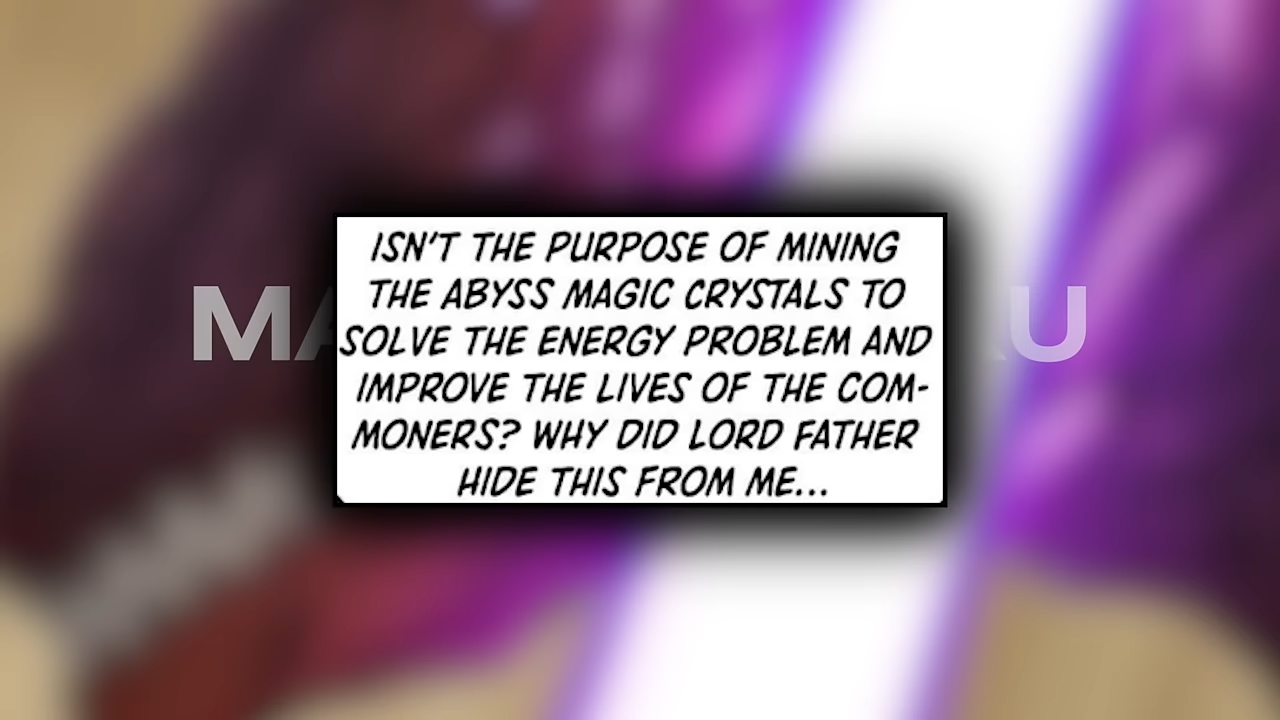 ISN'T THE PURPOSE OF MINING
THE ABYSS MAGIC CRYSTALS TO
SOLVE THE ENERGY PROBLEM AND
IMPROVE THE LIVES OF THE COM-
MONERS? WHY DID LORD FATHER
HIDE THIS FROM ME...